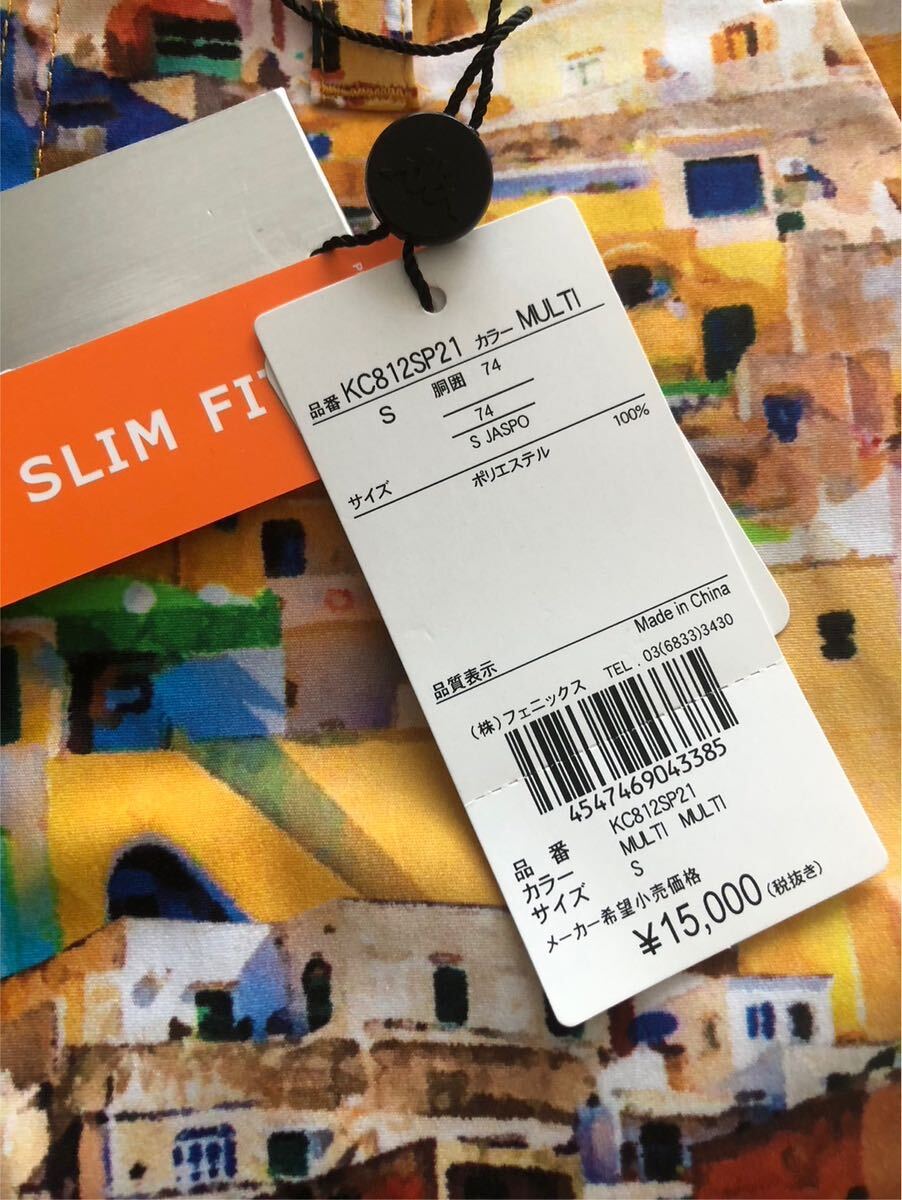 SLIM FIT
P
品番 KC812SP21 カラー MULTI
S 胴囲 74
74
S JASPO
サイズ
ポリエステル 100%
Made in China
品質表示
(株)フェニックス TEL . 03(6833)3430
4547469043385
品 番 KC812SP21
カラー MULTI MULTI
サイズ S
メーカー希望小売価格
¥15,000(税抜き)